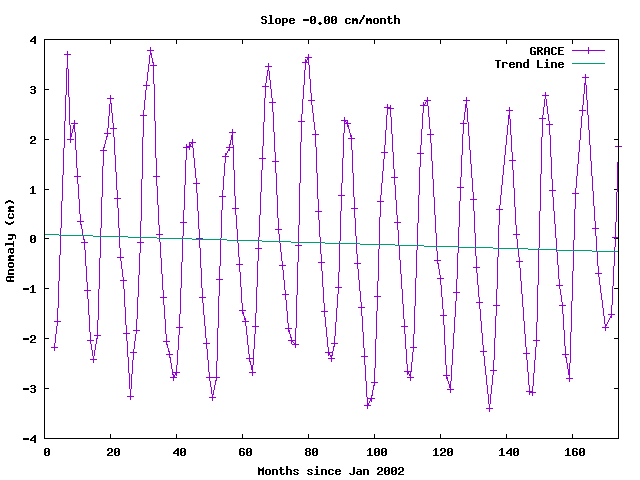 Slope -0.00 cm/month
GRACE
Trend Line
4
3
2
1
0
-1
-2
-3
-4
Anomaly (cm)
0 20 40 60 80 100 120 140 160
Months since Jan 2002